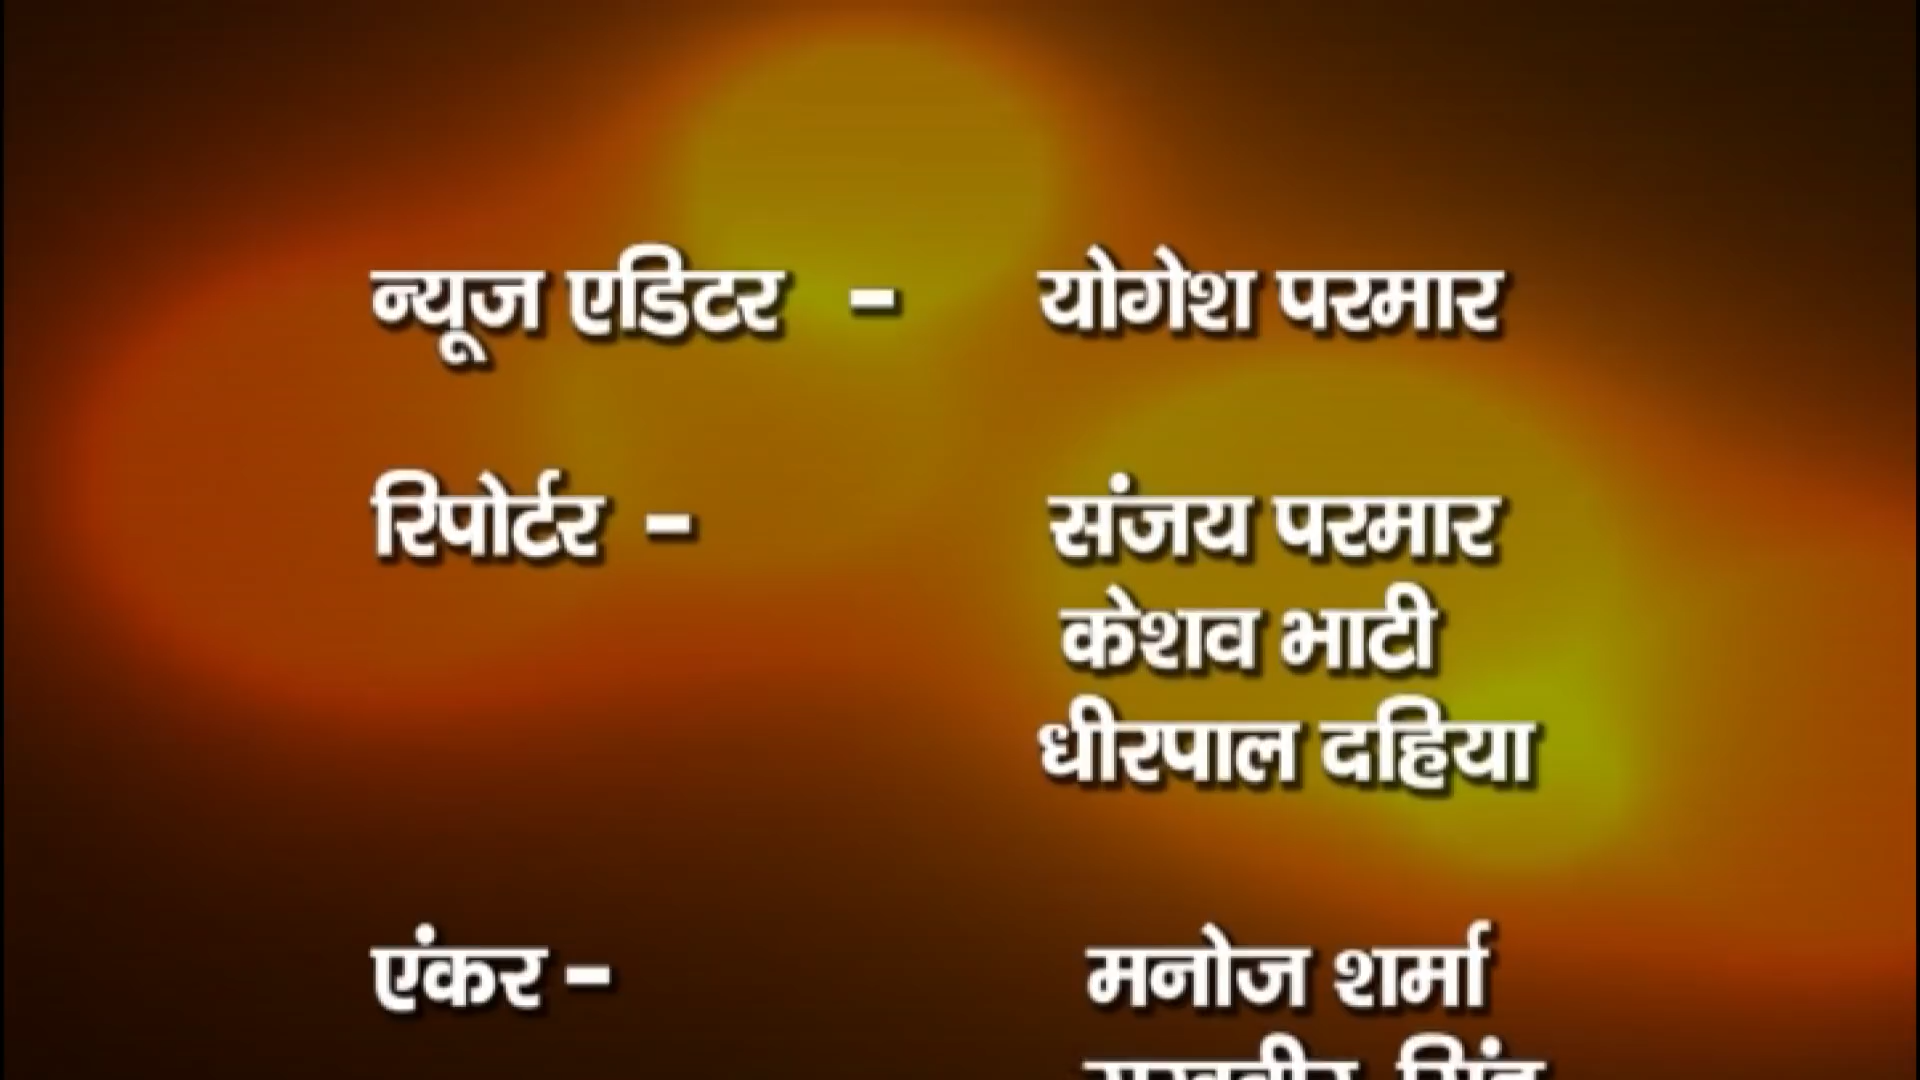 न्यूज एडिटर - योगेश परमार
रिपोर्टर - संजय परमार
केशव भाटी
धीरपाल दहिया
एंकर - मनोज शर्मा